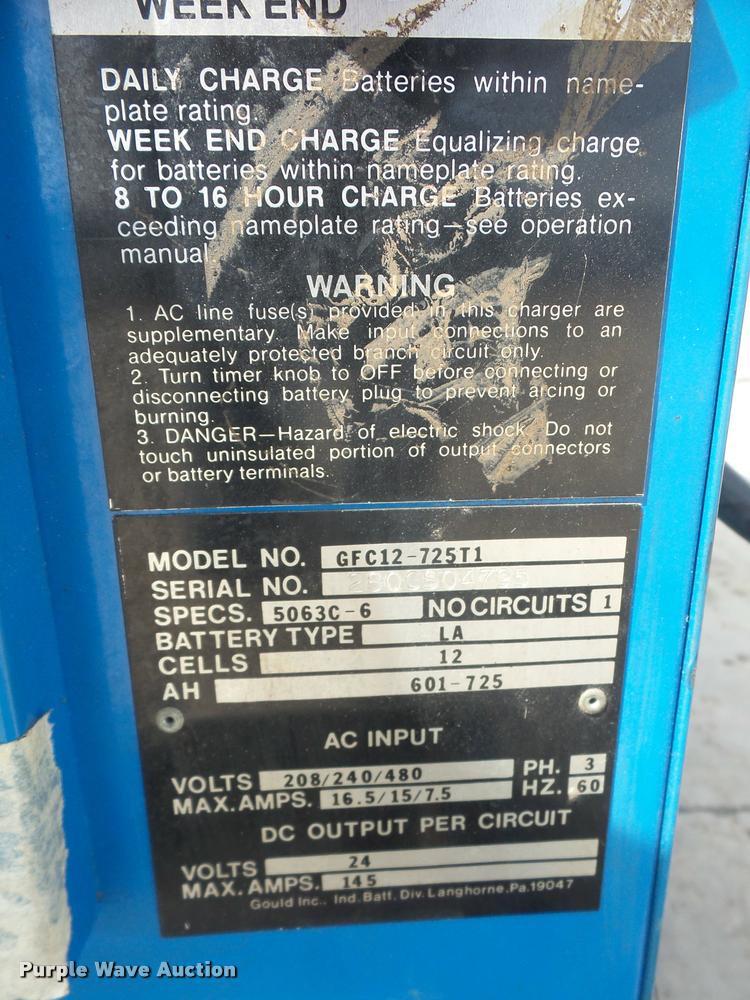 WEEK END
DAILY CHARGE Batteries within name-
plate rating.
WEEK END CHARGE Equalizing charge
for batteries within nameplate rating.
8 TO 16 HOUR CHARGE Batteries ex-
ceeding nameplate rating—see operation
manual.
WARNING
1. AC line fuse(s) provided in this charger are
supplementary. Make input connections to an
adequately protected branch circuit only.
2. Turn timer knob to OFF before connecting or
disconnecting battery plug to prevent arcing or
burning.
3. DANGER—Hazard of electric shock. Do not
touch uninsulated portion of output connectors
or battery terminals.
MODEL NO. GFC12-725T1
SERIAL NO.
SPECS. 5063C-6 NO CIRCUITS 1
BATTERY TYPE LA
CELLS 12
AH 601-725
AC INPUT
VOLTS 208/240/480 PH. 3
MAX. AMPS. 16.5/15/7.5 HZ. 60
DC OUTPUT PER CIRCUIT
VOLTS 24
MAX. AMPS. 145
Gould Inc., Ind. Batt. Div. Langhorne, Pa. 19047
Purple Wave Auction